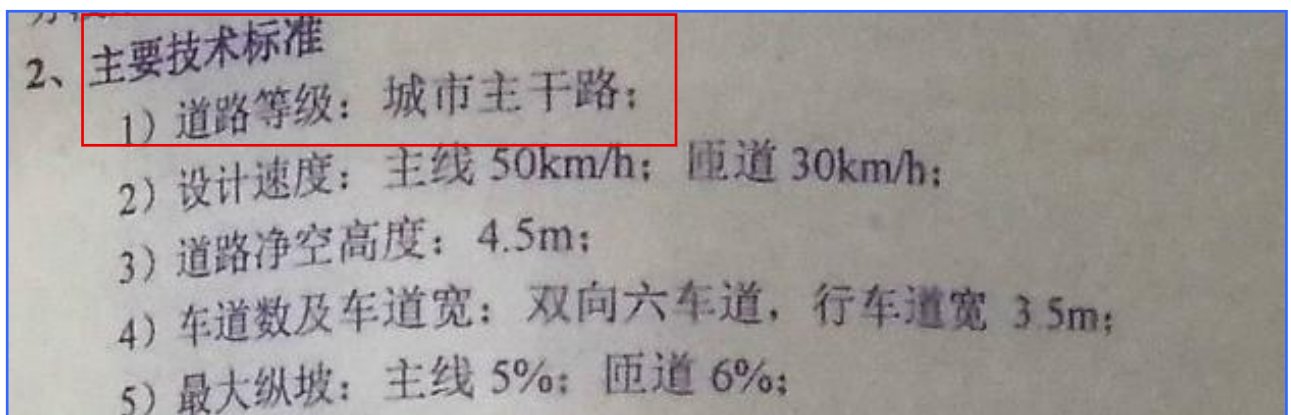 2、主要技术标准
1）道路等级：城市主干路；
2）设计速度：主线 50km/h；匝道 30km/h；
3）道路净空高度：4.5m；
4）车道数及车道宽：双向六车道，行车道宽 3.5m；
5）最大纵坡：主线 5%；匝道 6%；